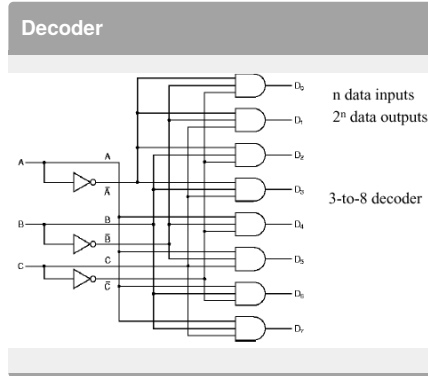 Decoder
D₀
n data inputs
D₁
2ⁿ data outputs
D₂
A
A
A̅
D₃
3-to-8 decoder
B
B
D₄
B̅
C
C
D₅
C̅
D₆
D₇